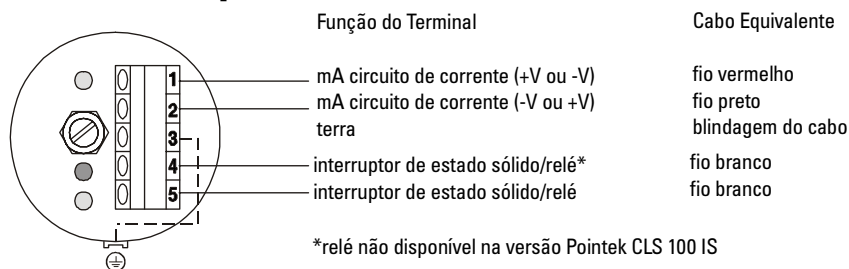 Função do Terminal Cabo Equivalente
1 mA circuito de corrente (+V ou -V) fio vermelho
2 mA circuito de corrente (-V ou +V) fio preto
3 terra blindagem do cabo
4 interruptor de estado sólido/relé* fio branco
5 interruptor de estado sólido/relé fio branco
*relé não disponível na versão Pointek CLS 100 IS